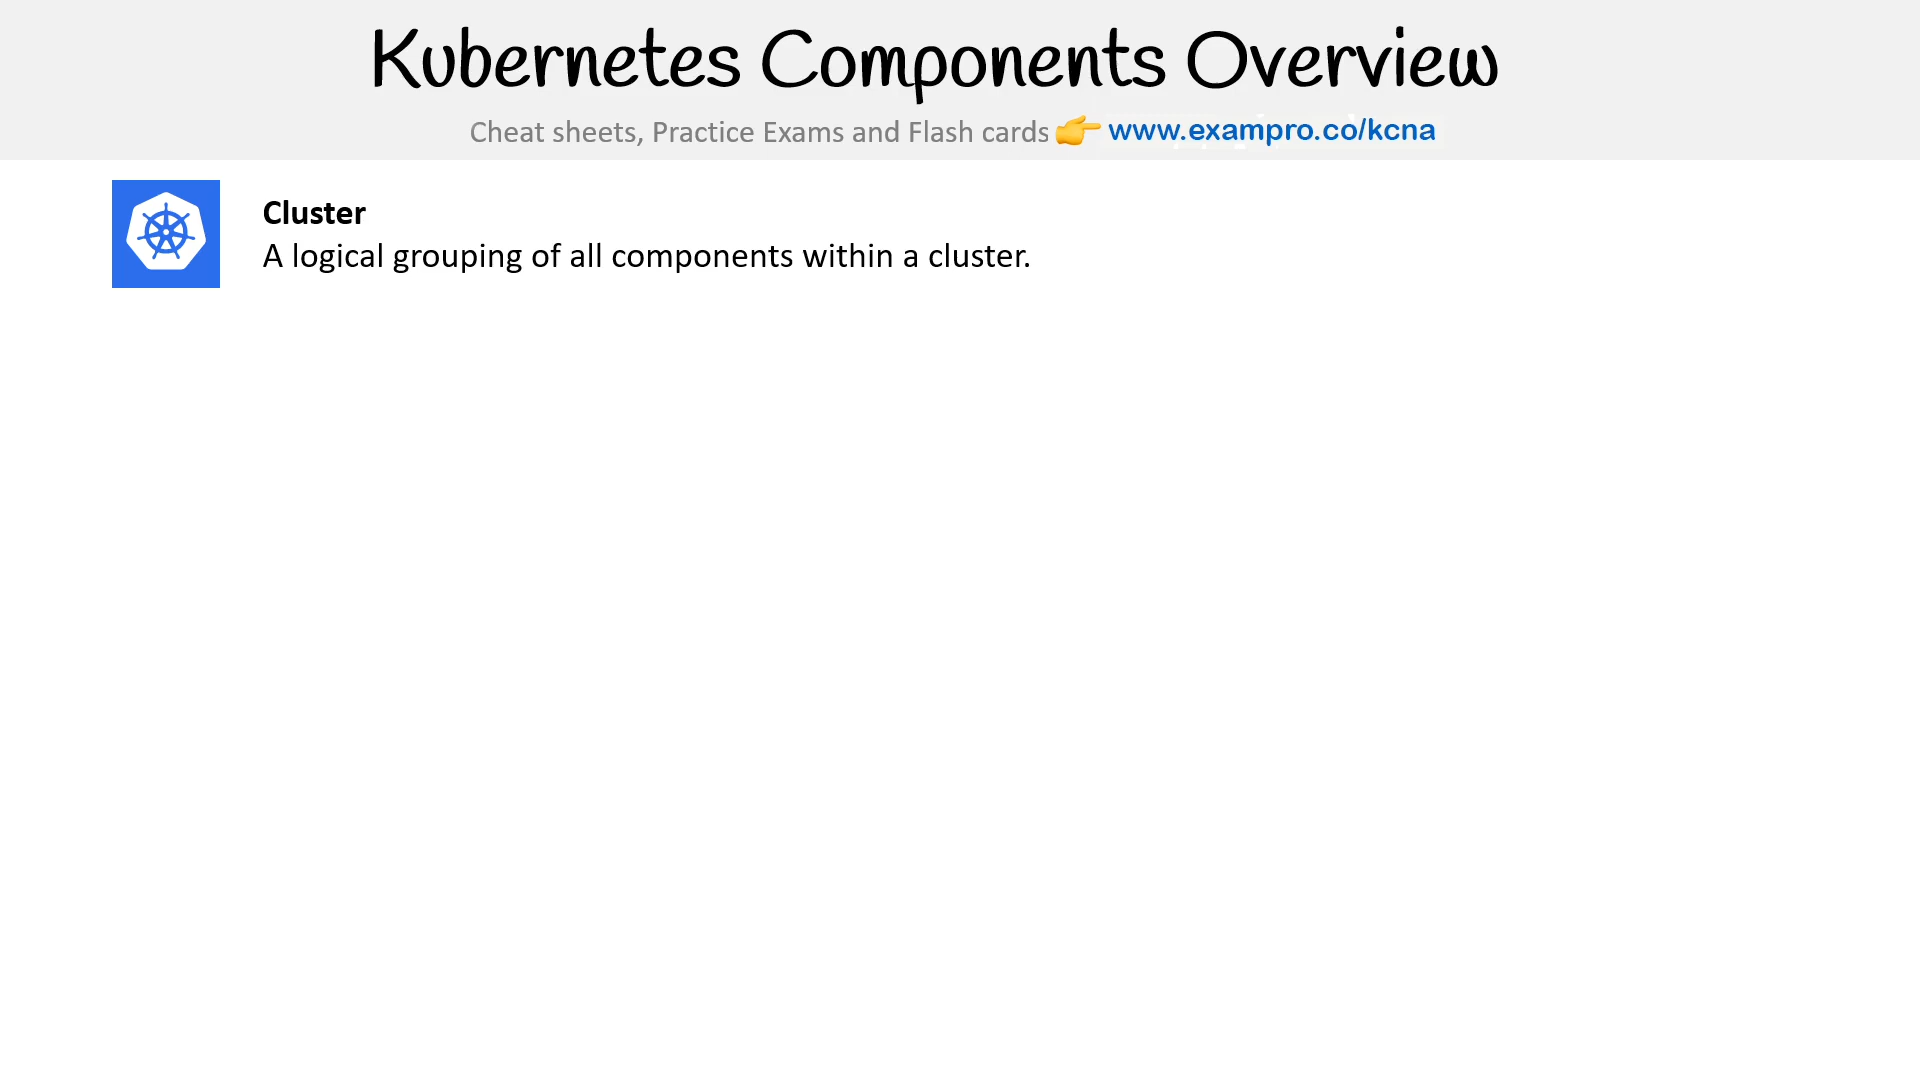 Kubernetes Components Overview
Cheat sheets, Practice Exams and Flash cards 👉 www.exampro.co/kcna
Cluster
A logical grouping of all components within a cluster.